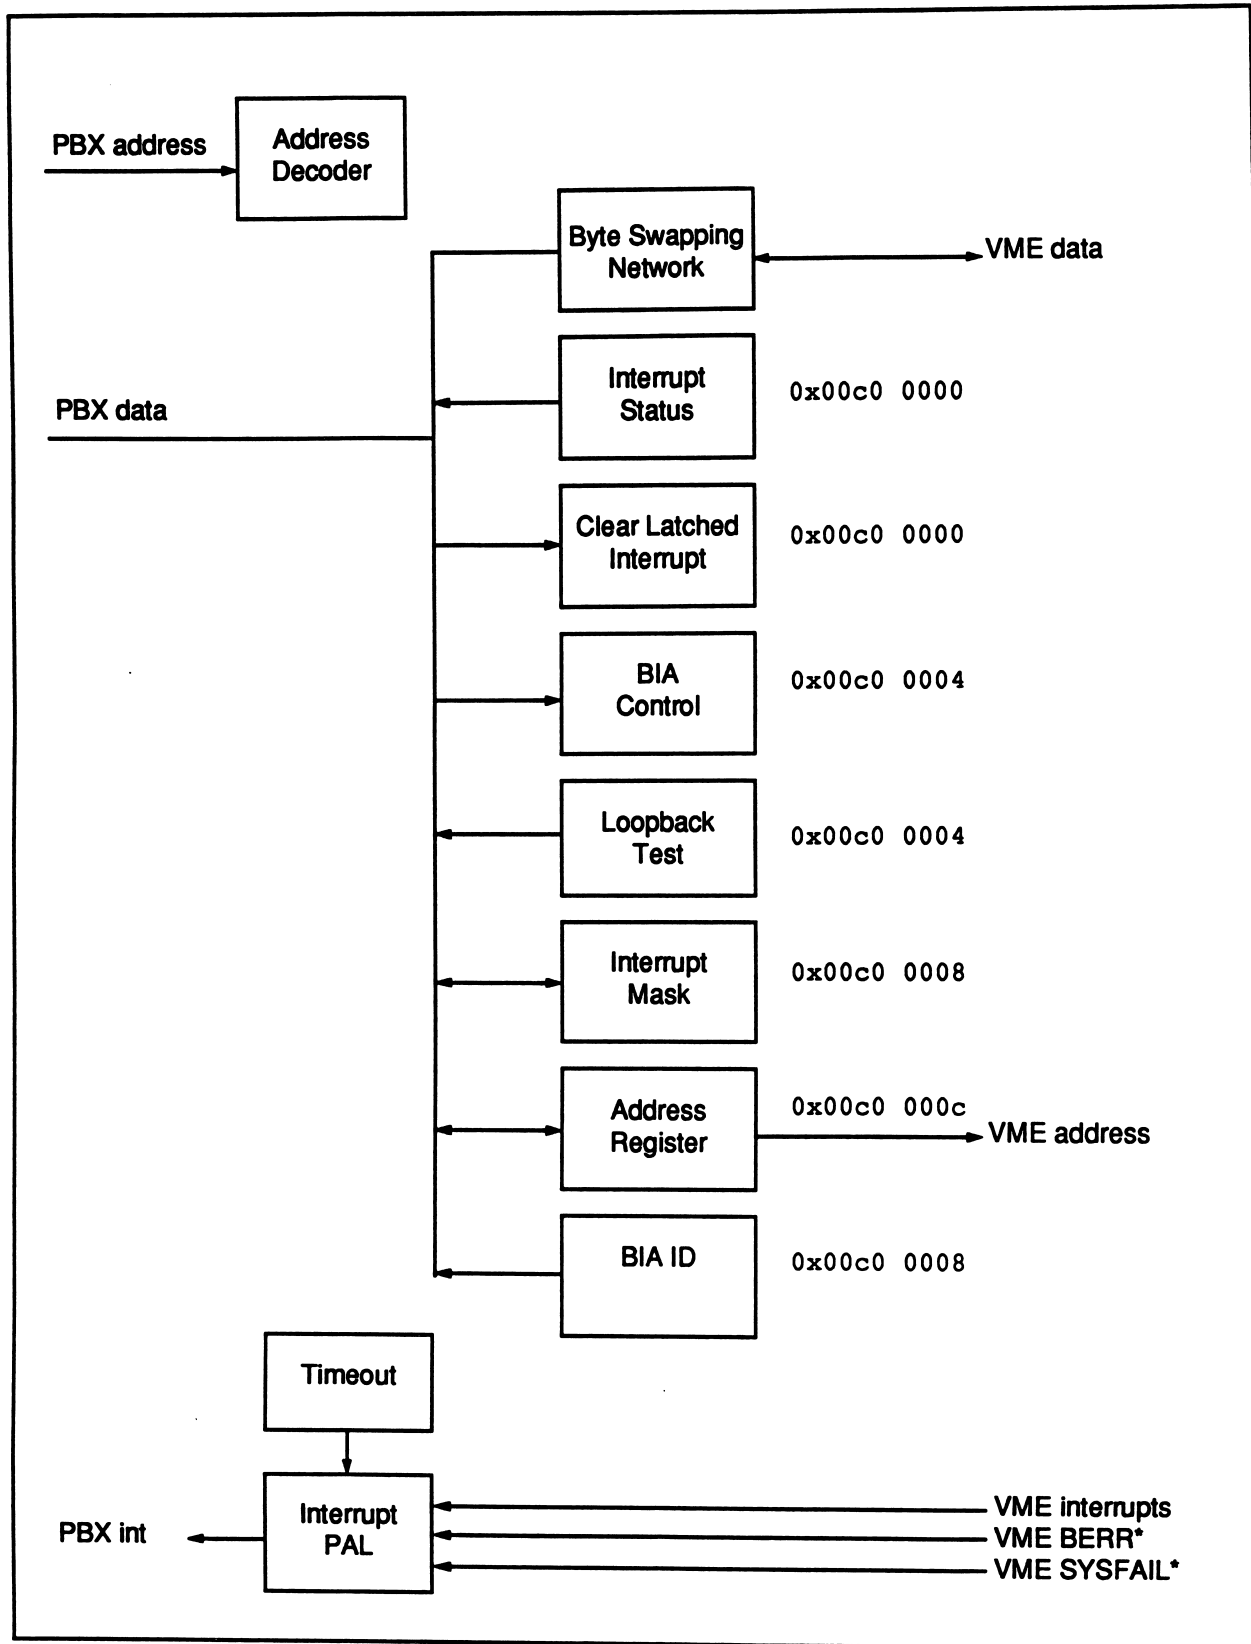 PBX address
Address
Decoder
Byte Swapping
Network
VME data
Interrupt
Status
0x00c0 0000
PBX data
Clear Latched
Interrupt
0x00c0 0000
BIA
Control
0x00c0 0004
Loopback
Test
0x00c0 0004
Interrupt
Mask
0x00c0 0008
Address
Register
0x00c0 000c
VME address
BIA ID
0x00c0 0008
Timeout
Interrupt
PAL
PBX int
VME interrupts
VME BERR*
VME SYSFAIL*